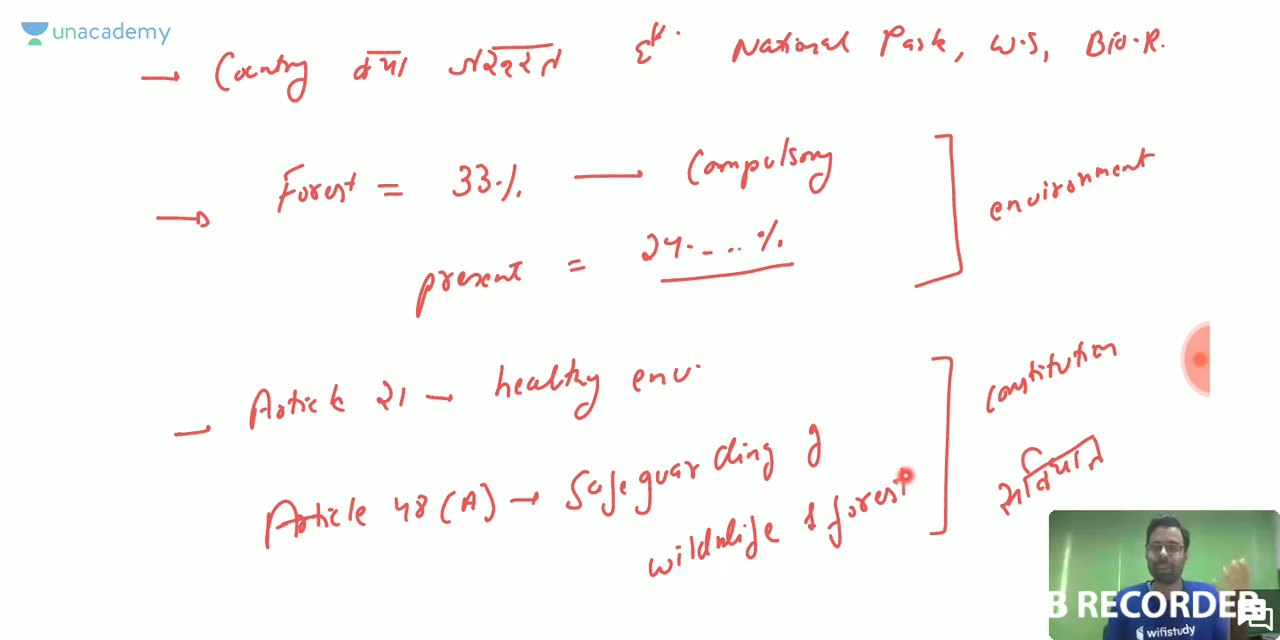 unacademy
→ Country National Park, W.S, Bio.R.
→ Forest = 33.% — Compulsory
present = 24. - .. %
environment
— Article 21 → healthy env.
Article 48 (A) → Safeguarding of
wildlife & forest
Constitution
संविधान
B RECORDER
wifistudy